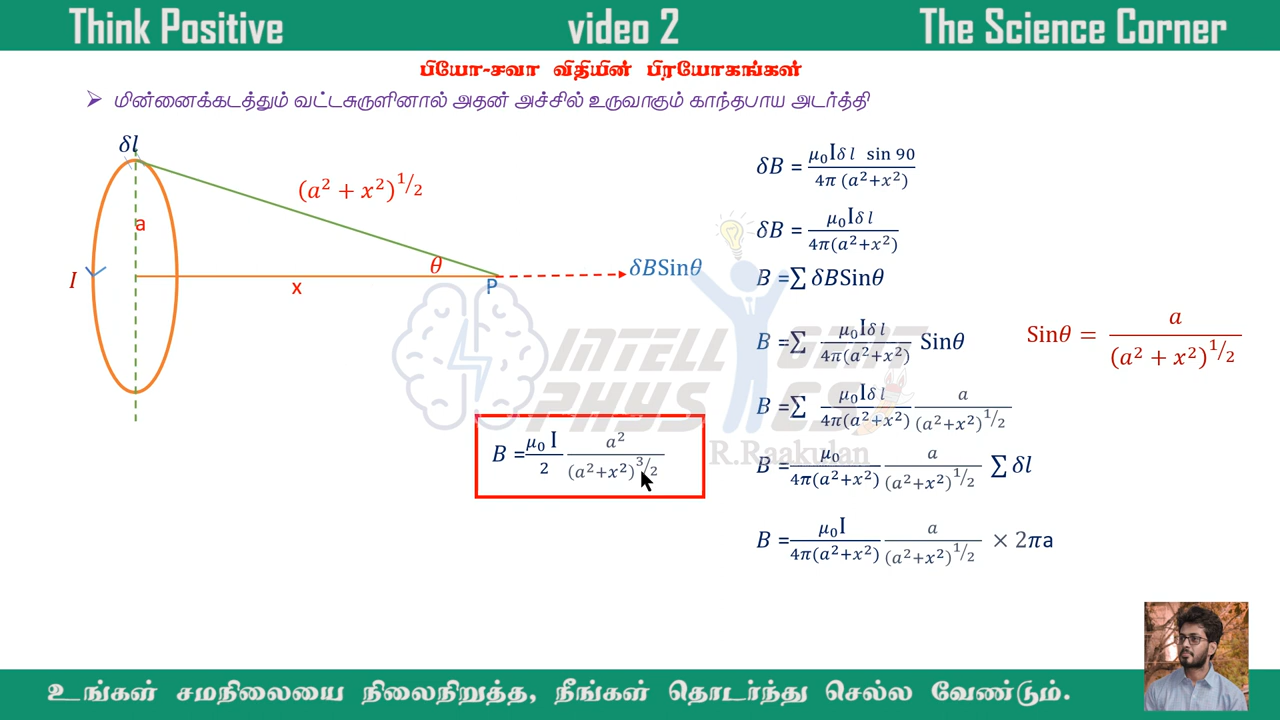 Think Positive video 2 The Science Corner
பியோ-சவா விதியின் பிரயோகங்கள்
➤ மின்னைக்கடத்தும் வட்டசுருளினால் அதன் அச்சில் உருவாகும் காந்தபாய அடர்த்தி
δl
(a² + x²)^1/2
a
θ
I
x
P
δBSinθ
δB = μ₀Iδl sin 90 / 4π (a²+x²)
δB = μ₀Iδl / 4π(a²+x²)
B =∑ δBSinθ
B =∑ μ₀Iδl / 4π(a²+x²) Sinθ
Sinθ = a / (a² + x²)^1/2
B =∑ μ₀Iδl / 4π(a²+x²) a / (a²+x²)^1/2
B = μ₀ / 4π(a²+x²) a / (a²+x²)^1/2 ∑ δl
B = μ₀I / 4π(a²+x²) a / (a²+x²)^1/2 × 2πa
B = μ₀ I / 2 a² / (a²+x²)^3/2
INTELLIGENT
PHYSICS
R.Raakulan
உங்கள் சமநிலையை நிலைநிறுத்த, நீங்கள் தொடர்ந்து செல்ல வேண்டும்.